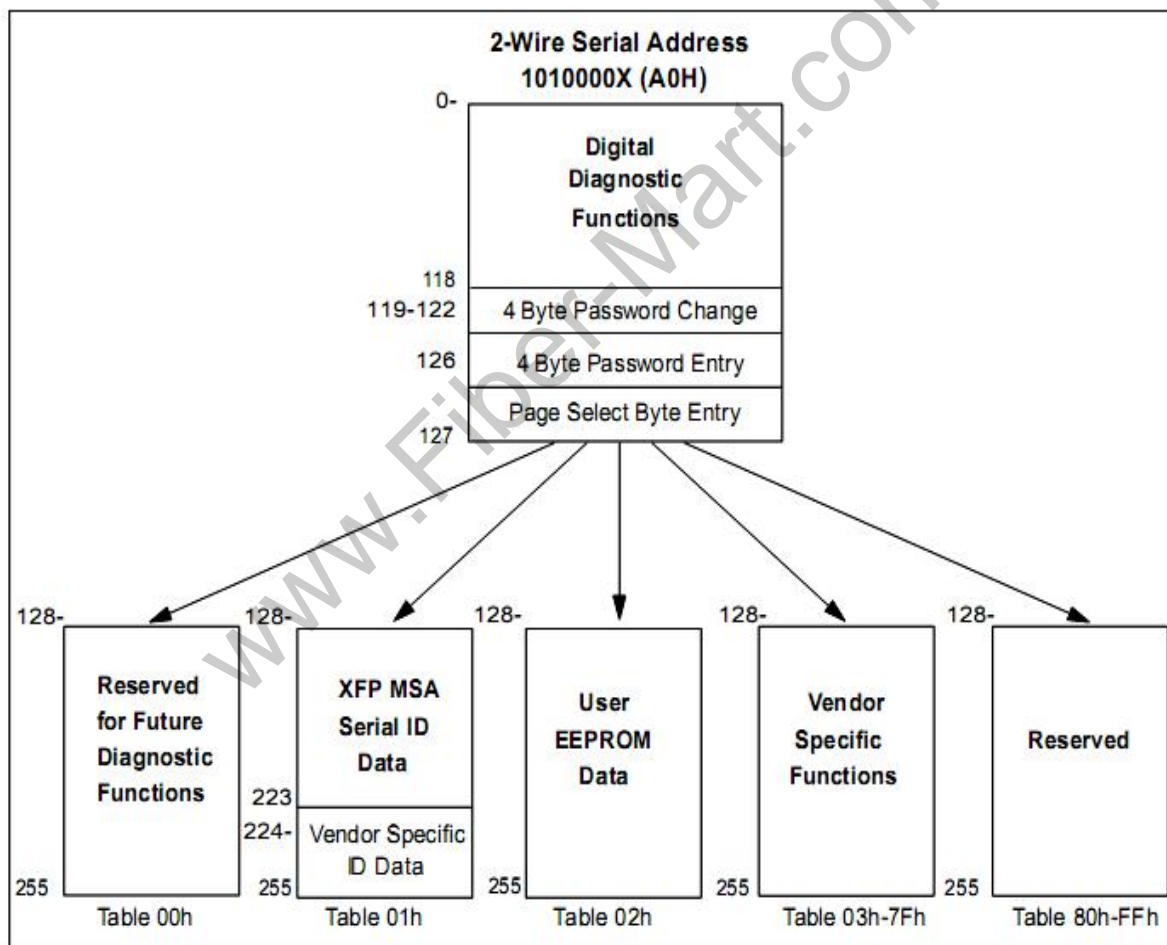 2-Wire Serial Address
1010000X (A0H)
0-
Digital
Diagnostic
Functions
118
119-122
4 Byte Password Change
126
4 Byte Password Entry
Page Select Byte Entry
127
128-
Reserved
for Future
Diagnostic
Functions
255
Table 00h
128-
XFP MSA
Serial ID
Data
223
224-
Vendor Specific
ID Data
255
Table 01h
128-
User
EEPROM
Data
255
Table 02h
128-
Vendor
Specific
Functions
255
Table 03h-7Fh
128-
Reserved
255
Table 80h-FFh
www.Fiber-Mart.com